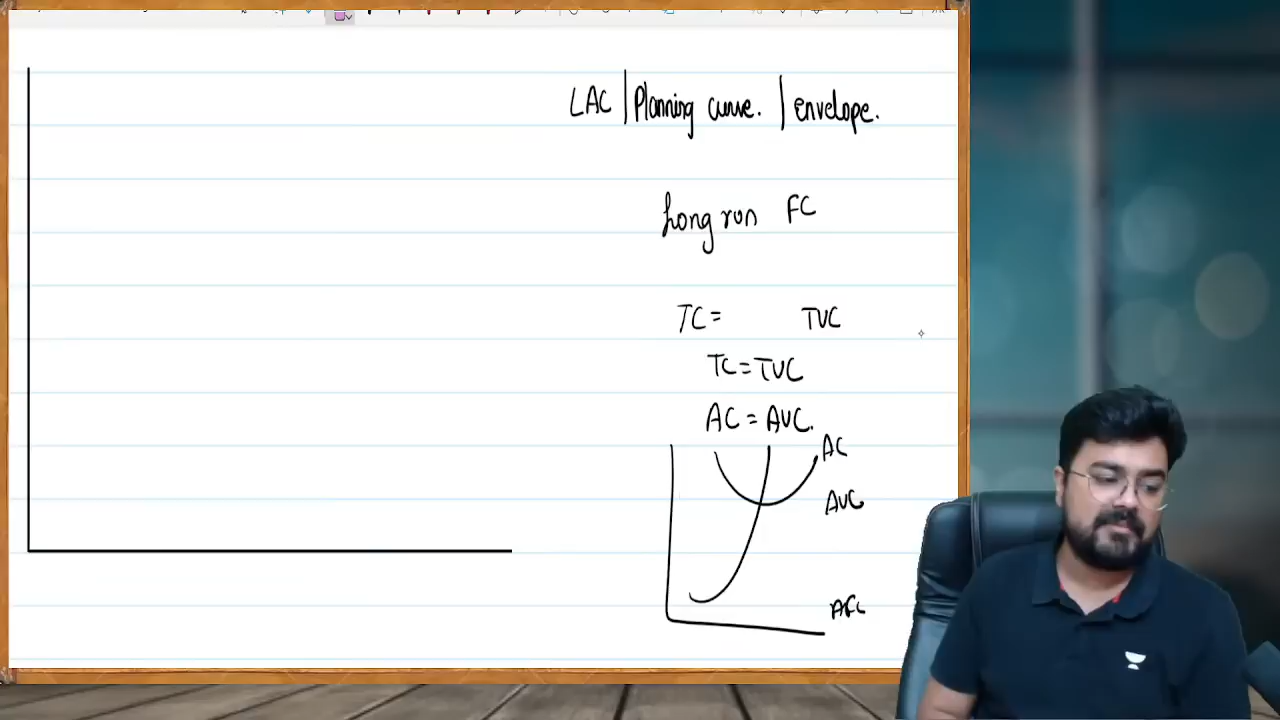 LAC | Planning curve. | envelope.
Long run FC
TC = TVC
TC = TVC
AC = AVC.
AC
AVC
AFC